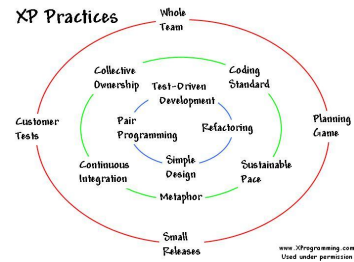 XP Practices
Whole
Team
Collective
Ownership
Coding
Standard
Test-Driven
Development
Customer
Tests
Pair
Programming
Refactoring
Planning
Game
Continuous
Integration
Simple
Design
Sustainable
Pace
Metaphor
Small
Releases
www.XProgramming.com
Used under permission